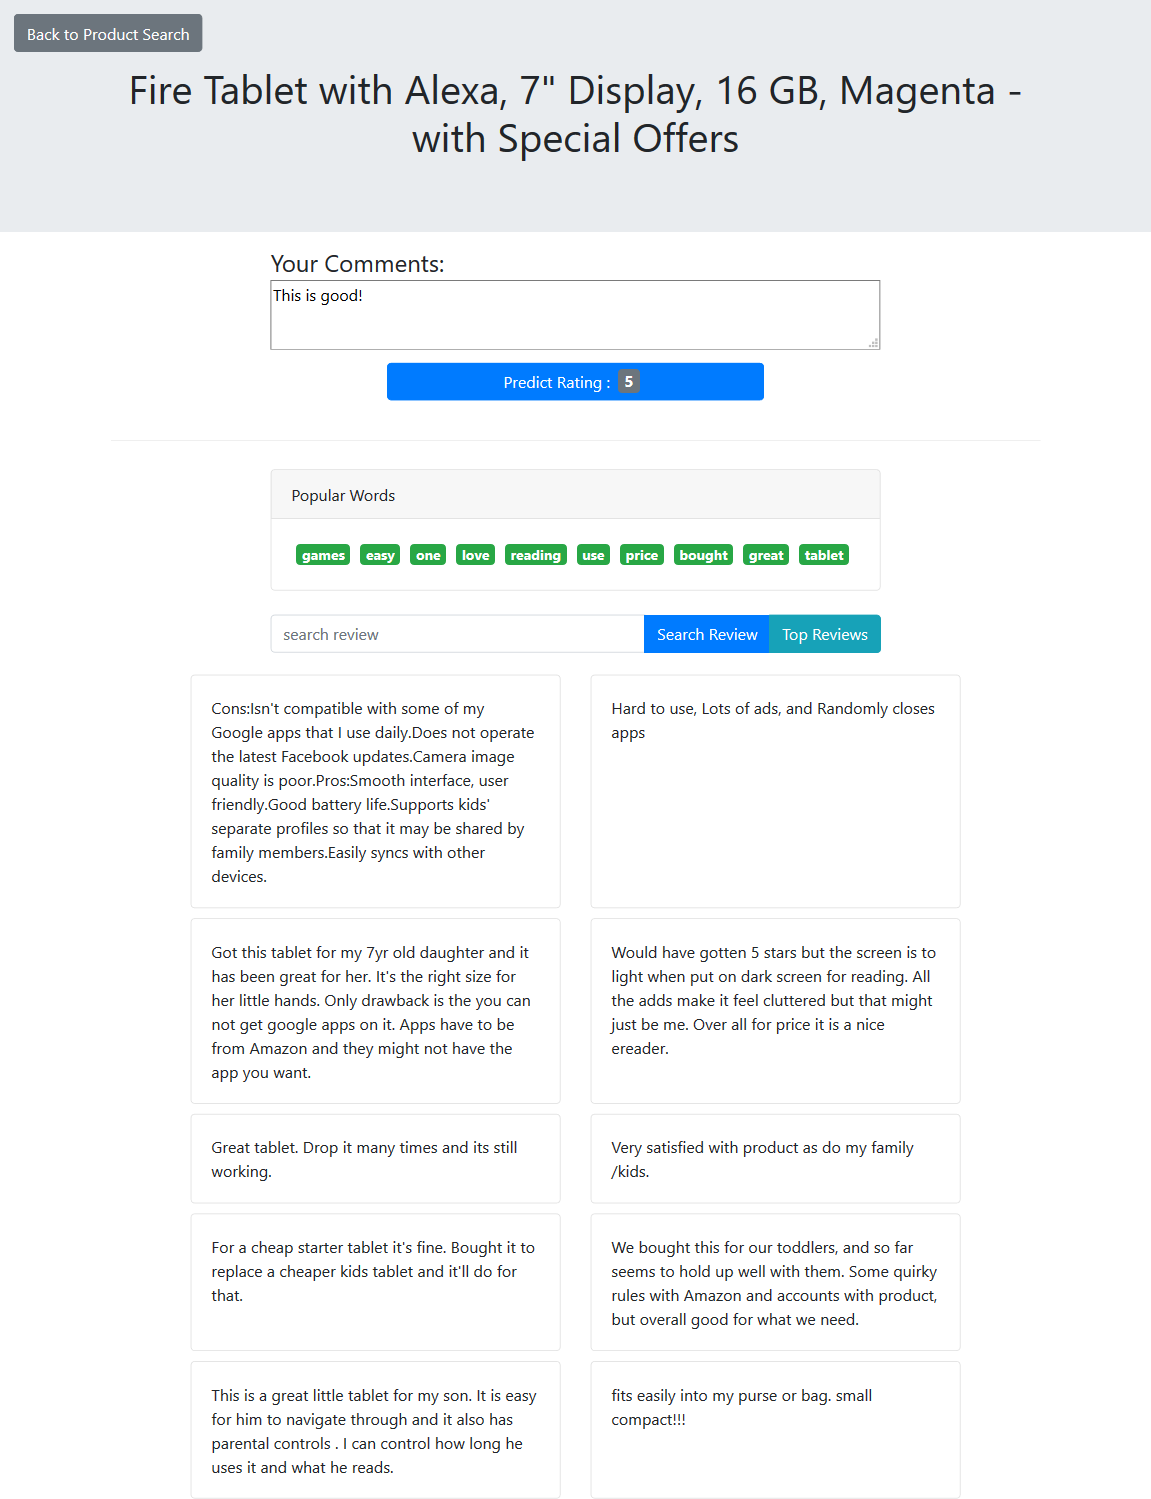 Back to Product Search
Fire Tablet with Alexa, 7" Display, 16 GB, Magenta -
with Special Offers
Your Comments:
This is good!
Predict Rating : 5
Popular Words
games easy one love reading use price bought great tablet
search review Search Review Top Reviews
Cons:Isn't compatible with some of my
Google apps that I use daily.Does not operate
the latest Facebook updates.Camera image
quality is poor.Pros:Smooth interface, user
friendly.Good battery life.Supports kids'
separate profiles so that it may be shared by
family members.Easily syncs with other
devices.
Hard to use, Lots of ads, and Randomly closes
apps
Got this tablet for my 7yr old daughter and it
has been great for her. It's the right size for
her little hands. Only drawback is the you can
not get google apps on it. Apps have to be
from Amazon and they might not have the
app you want.
Would have gotten 5 stars but the screen is to
light when put on dark screen for reading. All
the adds make it feel cluttered but that might
just be me. Over all for price it is a nice
ereader.
Great tablet. Drop it many times and its still
working.
Very satisfied with product as do my family
/kids.
For a cheap starter tablet it's fine. Bought it to
replace a cheaper kids tablet and it'll do for
that.
We bought this for our toddlers, and so far
seems to hold up well with them. Some quirky
rules with Amazon and accounts with product,
but overall good for what we need.
This is a great little tablet for my son. It is easy
for him to navigate through and it also has
parental controls . I can control how long he
uses it and what he reads.
fits easily into my purse or bag. small
compact!!!